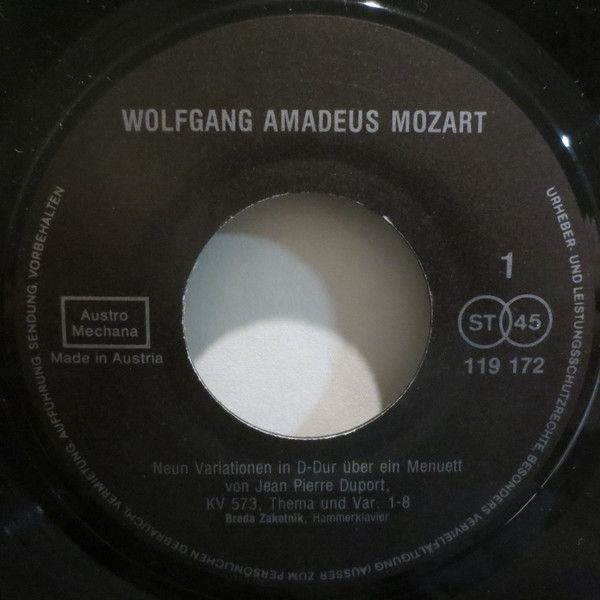 WOLFGANG AMADEUS MOZART
1
Austro
Mechana
Made in Austria
ST 45
119 172
Neun Variationen in D-Dur über ein Menuett
von Jean Pierre Duport,
KV 573, Thema und Var. 1-8
Breda Zakotnik, Hammerklavier
URHEBER- UND LEISTUNGSSCHUTZRECHTE, BESONDERS VERVIELFÄLTIGUNG (AUSSER ZUM PERSÖNLICHEN GEBRAUCH), VERMIETUNG, AUFFÜHRUNG, SENDUNG, VORBEHALTEN